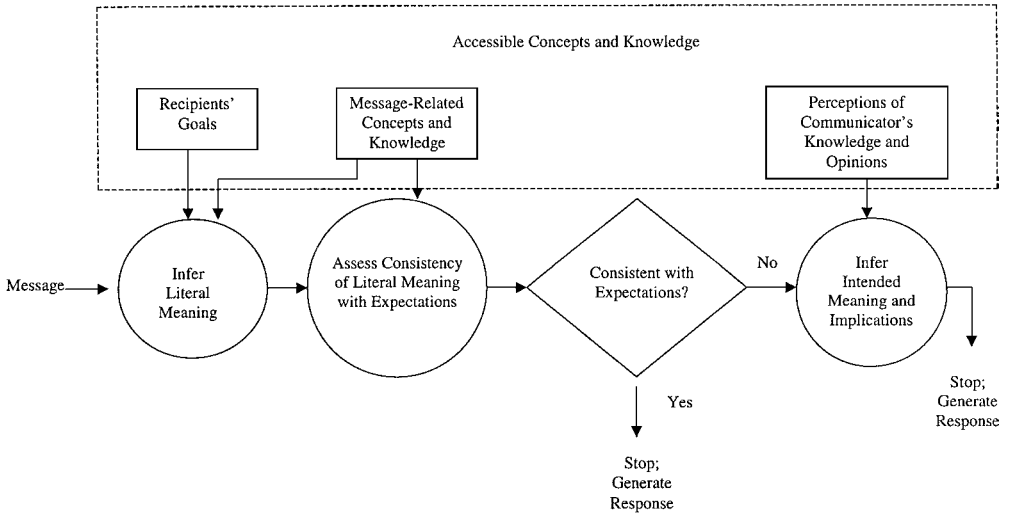 Accessible Concepts and Knowledge
Recipients'
Goals
Message-Related
Concepts and
Knowledge
Perceptions of
Communicator's
Knowledge and
Opinions
Message
Infer
Literal
Meaning
Assess Consistency
of Literal Meaning
with Expectations
Consistent with
Expectations?
No
Infer
Intended
Meaning and
Implications
Yes
Stop;
Generate
Response
Stop;
Generate
Response